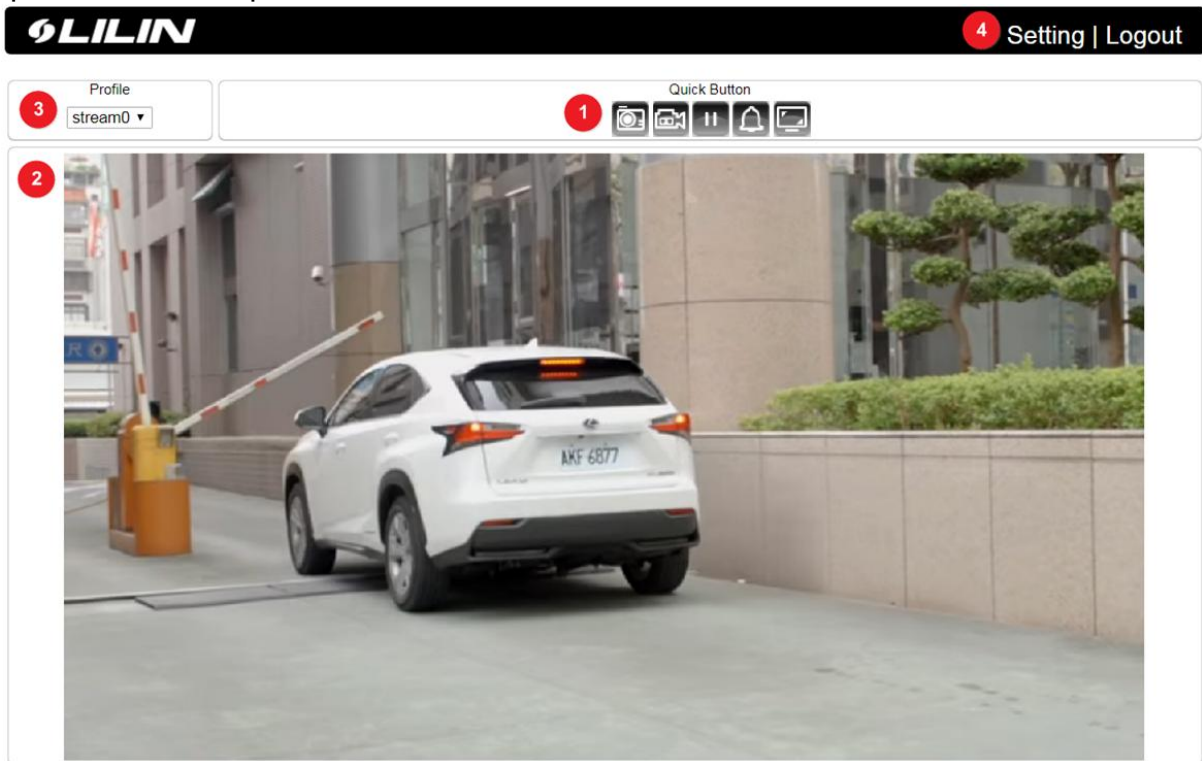 LILIN
4 Setting | Logout
Profile
3 stream0
Quick Button
1
2
R
AKF 6877